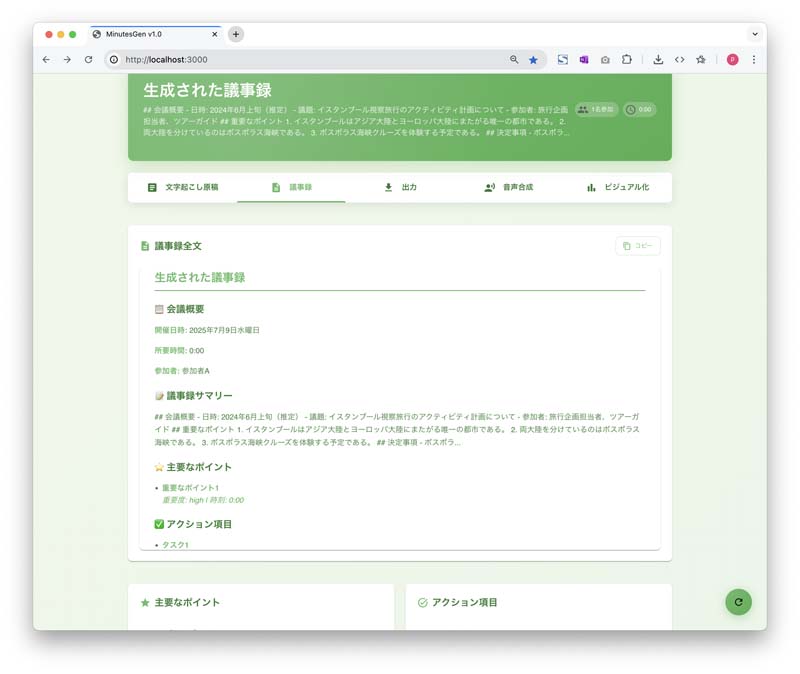 MinutesGen v1.0
http://localhost:3000
P
生成された議事録
## 会議概要 - 日時: 2024年6月上旬（推定） - 議題: イスタンブール視察旅行のアクティビティ計画について - 参加者: 旅行企画
担当者、ツアーガイド ## 重要なポイント 1. イスタンブールはアジア大陸とヨーロッパ大陸にまたがる唯一の都市である。 2.
両大陸を分けているのはボスポラス海峡である。 3. ボスポラス海峡クルーズを体験する予定である。 ## 決定事項 - ボスポラ...
1名参加
0:00
文字起こし原稿
議事録
出力
音声合成
ビジュアル化
議事録全文
コピー
生成された議事録
会議概要
開催日時: 2025年7月9日水曜日
所要時間: 0:00
参加者: 参加者A
議事録サマリー
## 会議概要 - 日時: 2024年6月上旬（推定） - 議題: イスタンブール視察旅行のアクティビティ計画について - 参加者: 旅行企画担当者、ツアーガ
イド ## 重要なポイント 1. イスタンブールはアジア大陸とヨーロッパ大陸にまたがる唯一の都市である。 2. 両大陸を分けているのはボスポラス
海峡である。 3. ボスポラス海峡クルーズを体験する予定である。 ## 決定事項 - ボスポラ...
主要なポイント
• 重要なポイント1
重要度: high | 時刻: 0:00
アクション項目
• タスク1
主要なポイント
アクション項目